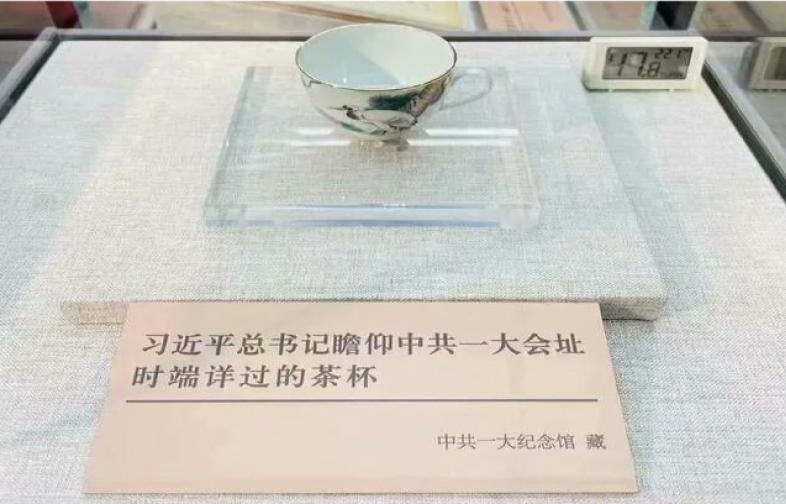 习近平总书记瞻仰中共一大会址
时端详过的茶杯
中共一大纪念馆 藏